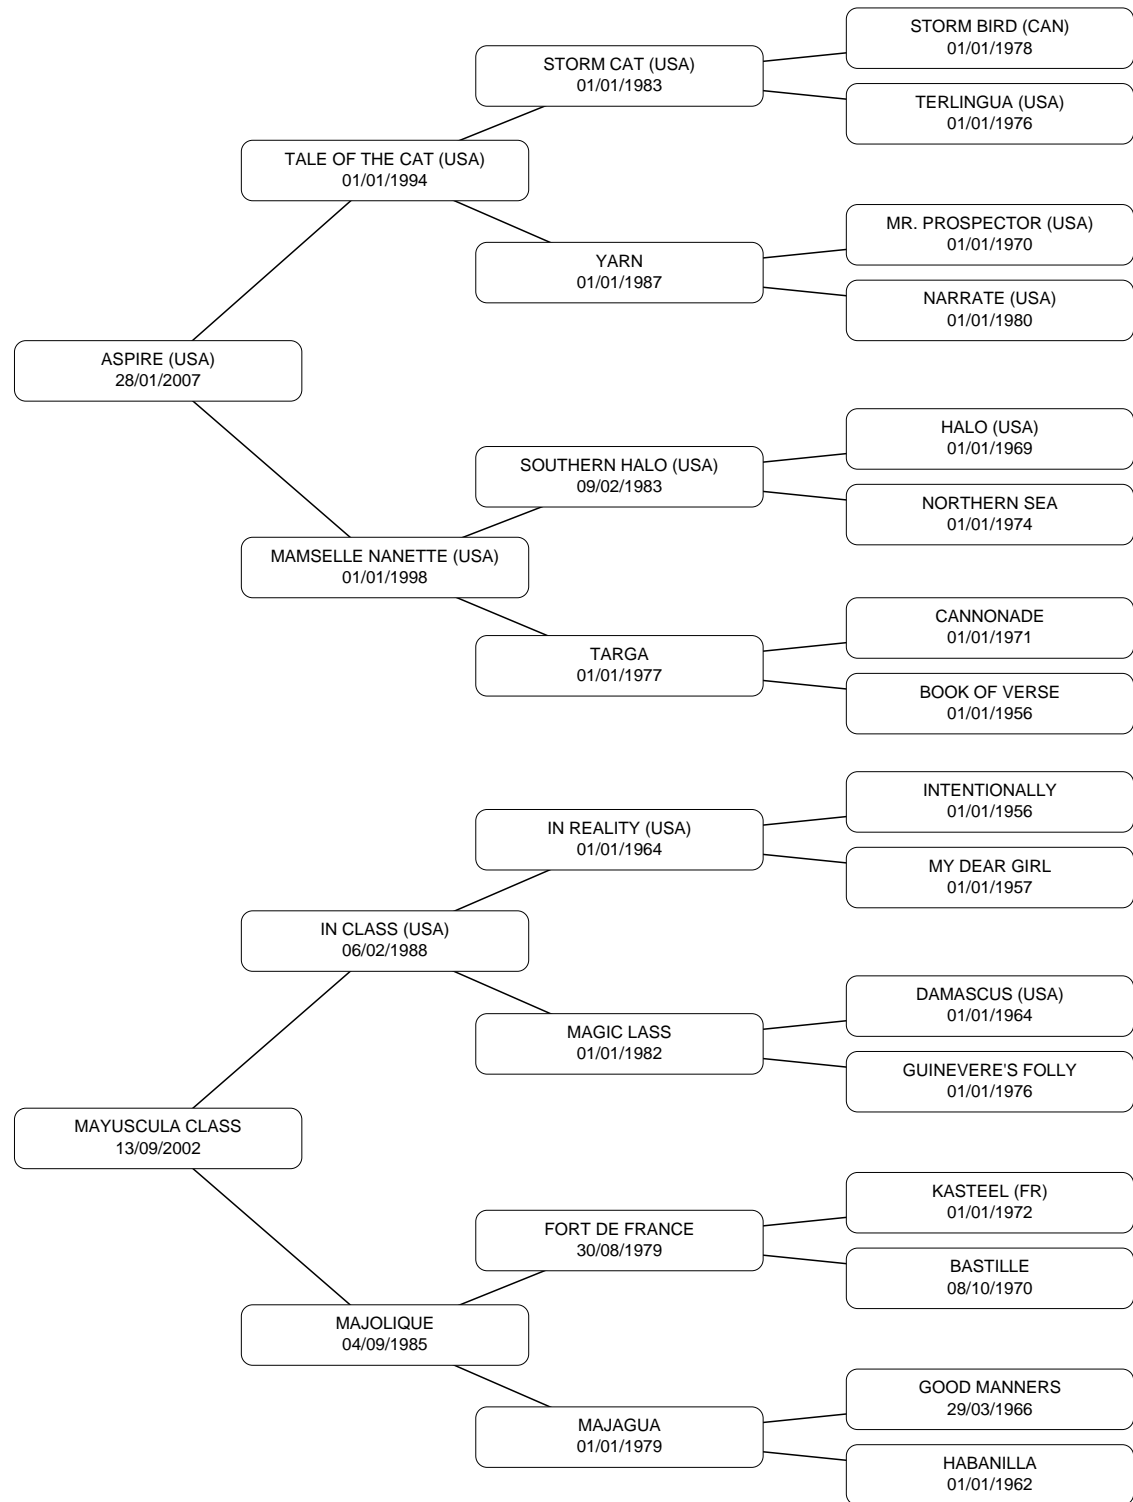 STORM BIRD (CAN)
01/01/1978
STORM CAT (USA)
01/01/1983
TERLINGUA (USA)
01/01/1976
TALE OF THE CAT (USA)
01/01/1994
MR. PROSPECTOR (USA)
01/01/1970
YARN
01/01/1987
NARRATE (USA)
01/01/1980
ASPIRE (USA)
28/01/2007
HALO (USA)
01/01/1969
SOUTHERN HALO (USA)
09/02/1983
NORTHERN SEA
01/01/1974
MAMSELLE NANETTE (USA)
01/01/1998
CANNONADE
01/01/1971
TARGA
01/01/1977
BOOK OF VERSE
01/01/1956
INTENTIONALLY
01/01/1956
IN REALITY (USA)
01/01/1964
MY DEAR GIRL
01/01/1957
IN CLASS (USA)
06/02/1988
DAMASCUS (USA)
01/01/1964
MAGIC LASS
01/01/1982
GUINEVERE'S FOLLY
01/01/1976
MAYUSCULA CLASS
13/09/2002
KASTEEL (FR)
01/01/1972
FORT DE FRANCE
30/08/1979
BASTILLE
08/10/1970
MAJOLIQUE
04/09/1985
GOOD MANNERS
29/03/1966
MAJAGUA
01/01/1979
HABANILLA
01/01/1962